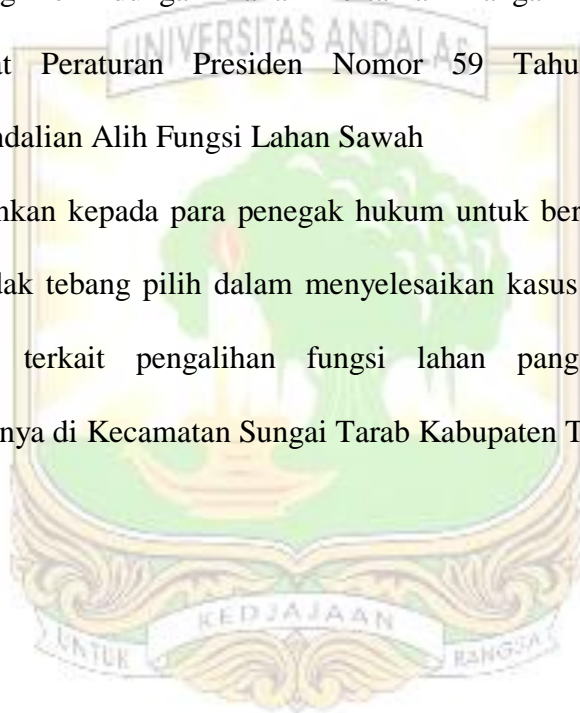 UNIVERSITAS ANDALAS
at Peraturan Presiden Nomor 59 Tahu
ndalian Alih Fungsi Lahan Sawah
nkan kepada para penegak hukum untuk ber
lak tebang pilih dalam menyelesaikan kasus
terkait pengalihan fungsi lahan pang
nya di Kecamatan Sungai Tarab Kabupaten T
UNTUK KEDJAJAAN BANGSA